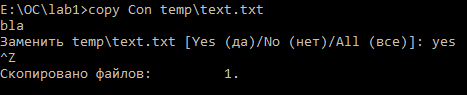 E:\OC\lab1>copy Con temp\text.txt
bla
Заменить temp\text.txt [Yes (да)/No (нет)/All (все)]: yes
^Z
Скопировано файлов:         1.